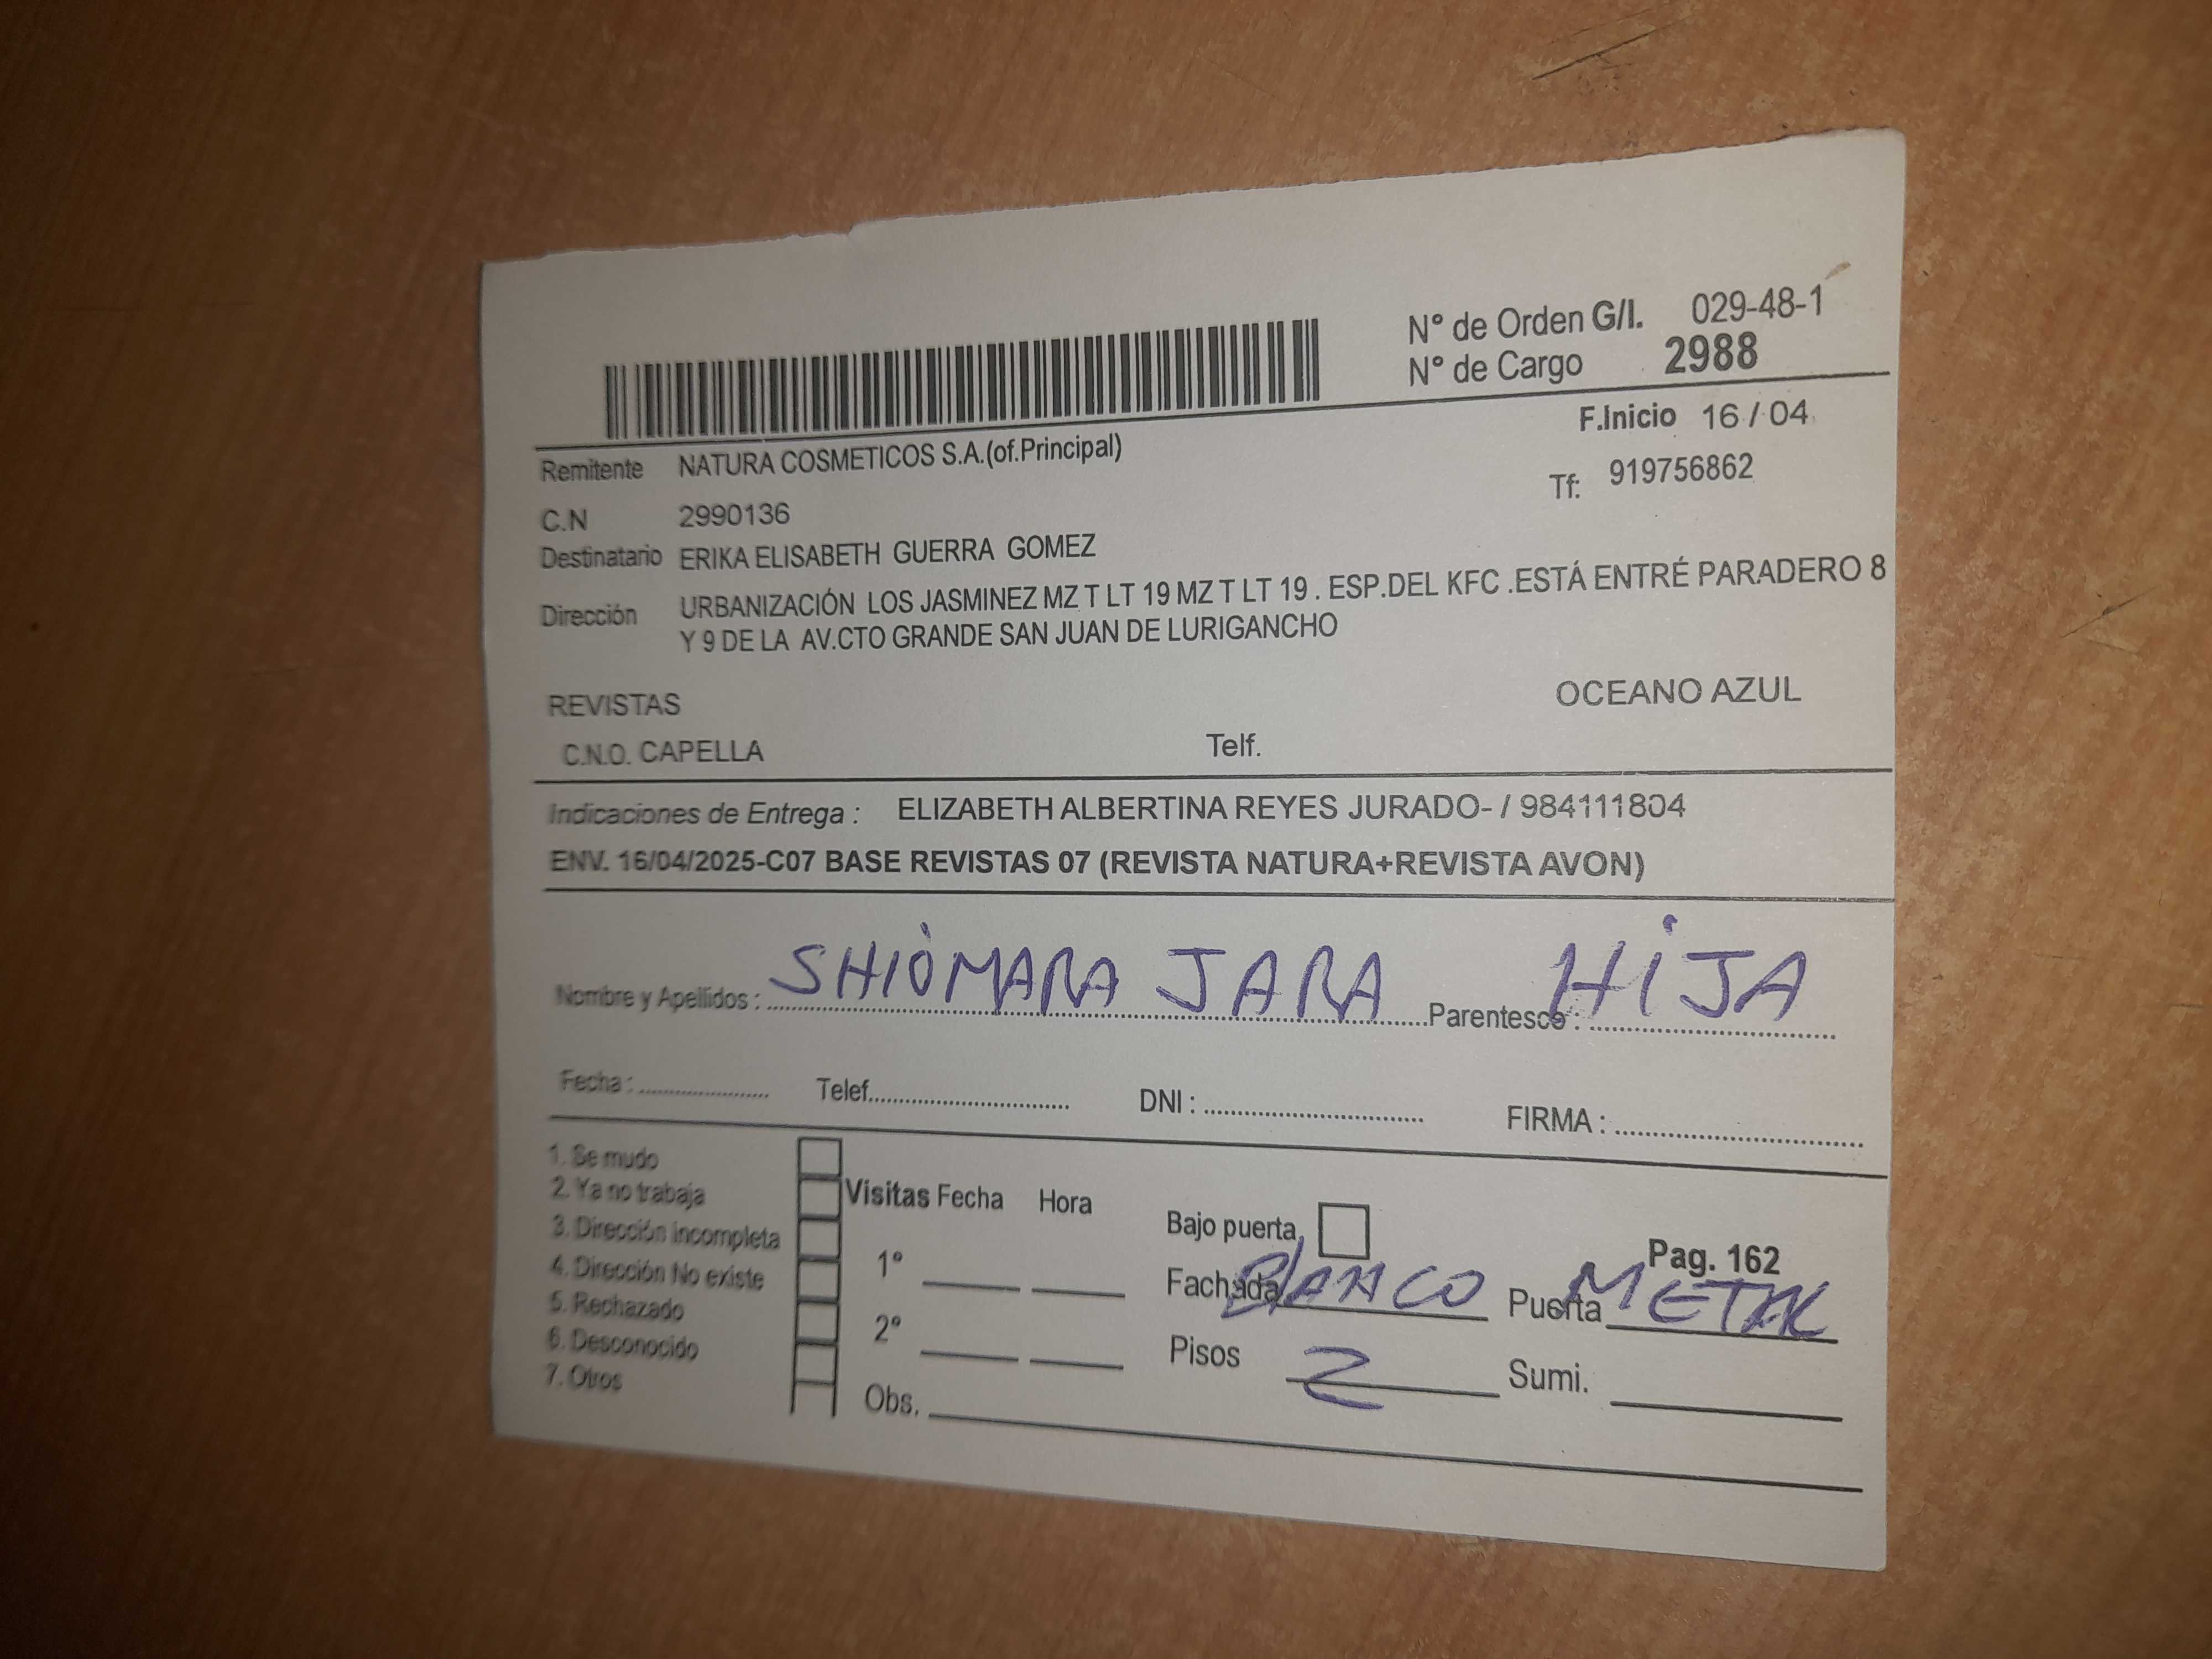 N° de Orden G/I. 029-48-1
N° de Cargo 2988
F.Inicio 16/04
Remitente NATURA COSMETICOS S.A.(of.Principal)
Tf: 919756862
C.N 2990136
Destinatario ERIKA ELISABETH GUERRA GOMEZ
Dirección URBANIZACIÓN LOS JASMINEZ MZ T LT 19 MZ T LT 19 . ESP.DEL KFC .ESTÁ ENTRÉ PARADERO 8
Y 9 DE LA AV.CTO GRANDE SAN JUAN DE LURIGANCHO
REVISTAS OCEANO AZUL
C.N.O. CAPELLA Telf.
Indicaciones de Entrega : ELIZABETH ALBERTINA REYES JURADO- / 984111804
ENV. 16/04/2025-C07 BASE REVISTAS 07 (REVISTA NATURA+REVISTA AVON)
Nombre y Apellidos : SHIOMARA JARA Parentesco : HIJA
Fecha : Telef. DNI : FIRMA :
1. Se mudo
2. Ya no trabaja
3. Dirección incompleta
4. Dirección No existe
5. Rechazado
6. Desconocido
7. Otros
Visitas Fecha Hora
1°
2°
Obs.
Bajo puerta
Pag. 162
Fachada BLANCO Puerta METAL
Pisos 2 Sumi.